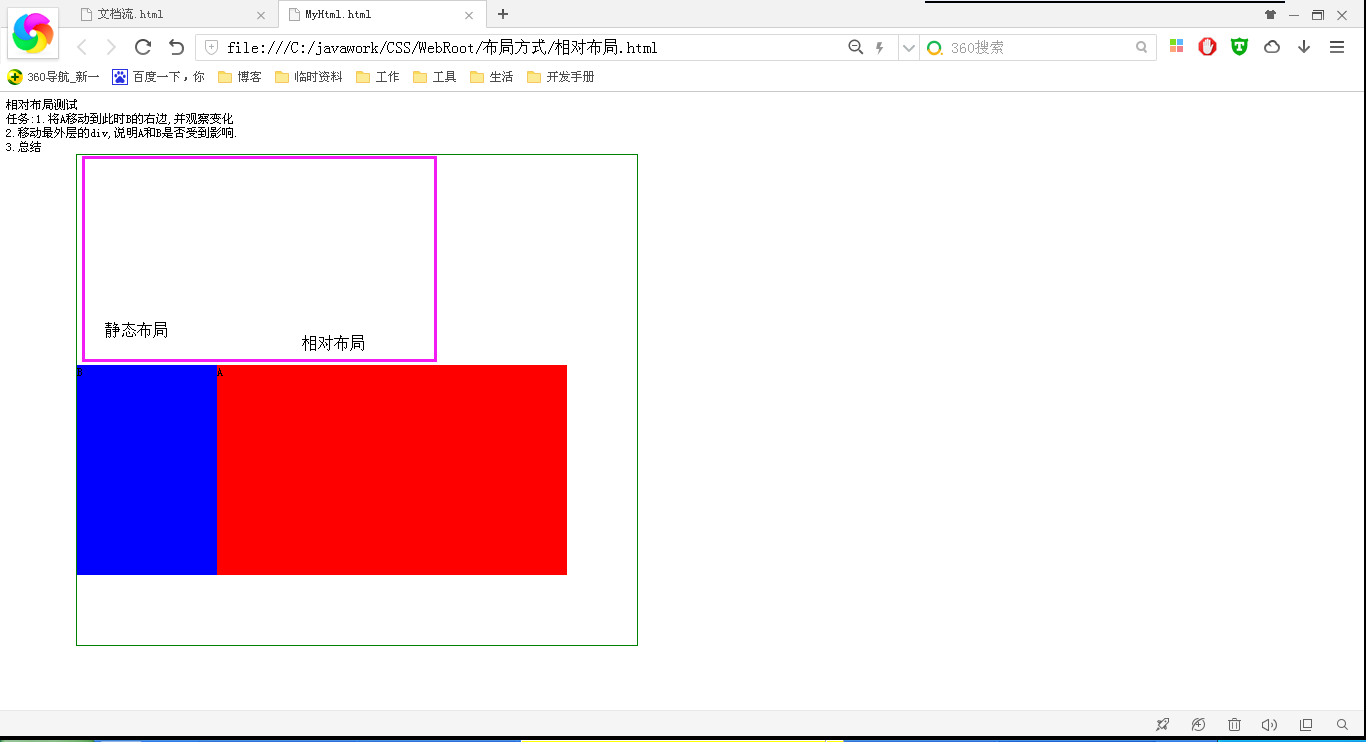 文档流.html
MyHtml.html
file:///C:/javawork/CSS/WebRoot/布局方式/相对布局.html
360搜索
360导航_新一
百度一下，你
博客
临时资料
工作
工具
生活
开发手册
相对布局测试
任务:1.将A移动到此时B的右边,并观察变化
2.移动最外层的div,说明A和B是否受到影响.
3.总结
静态布局
相对布局
A